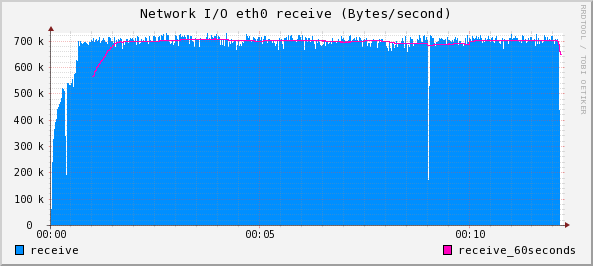 Network I/O eth0 receive (Bytes/second)
RRDTOOL / TOBI OETIKER
700 k
600 k
500 k
400 k
300 k
200 k
100 k
0
00:00 00:05 00:10
receive receive_60seconds